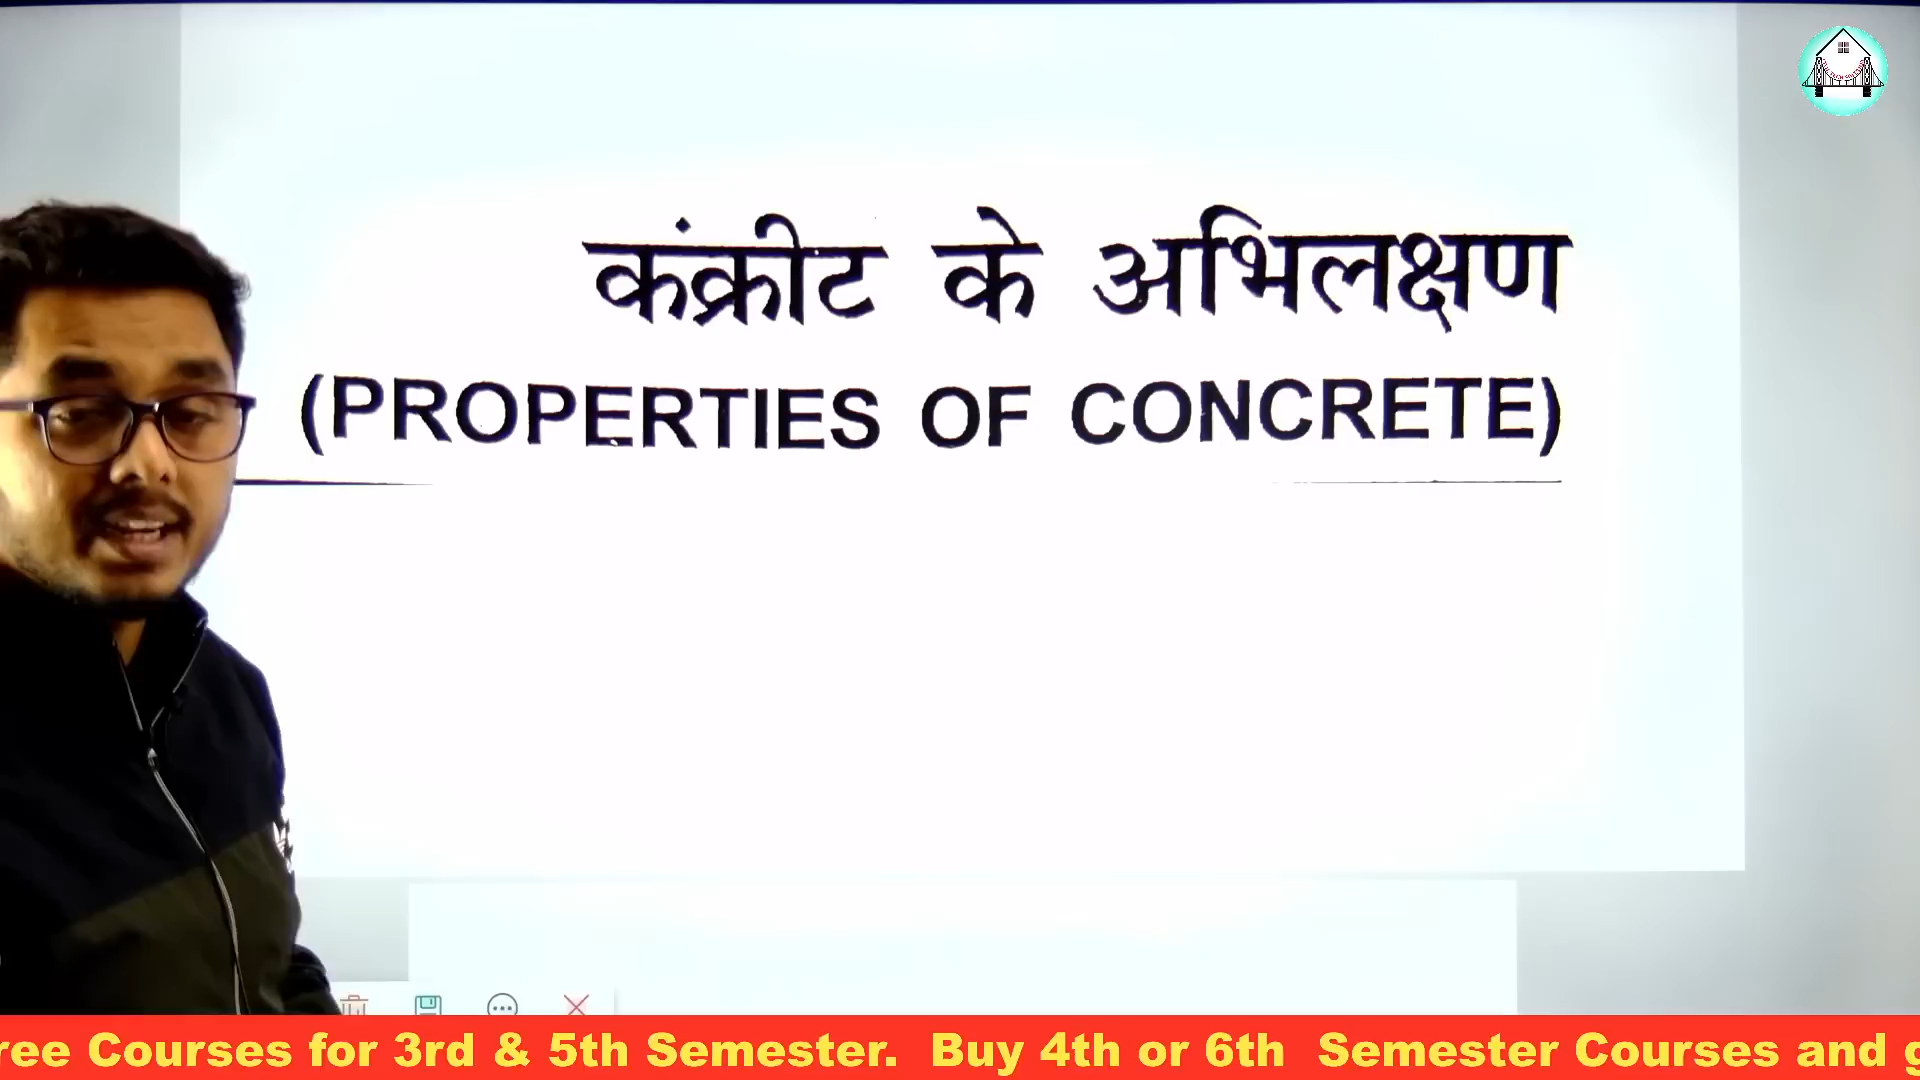 कंक्रीट के अभिलक्षण
(PROPERTIES OF CONCRETE)
ree Courses for 3rd & 5th Semester. Buy 4th or 6th Semester Courses and g